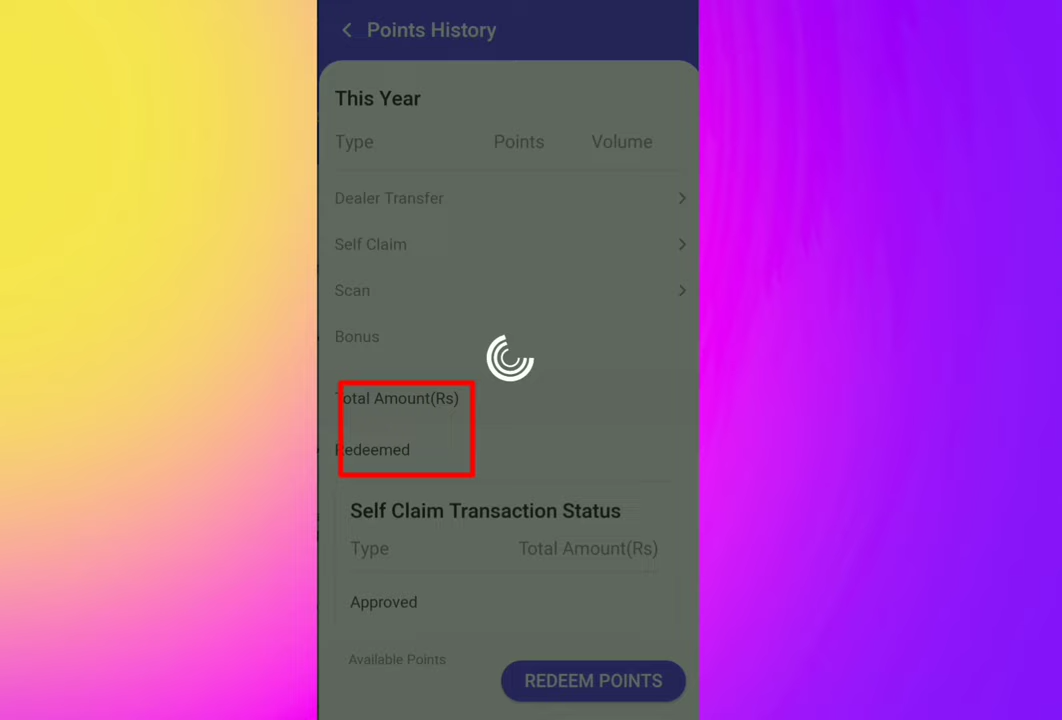 Points History
This Year
Type Points Volume
Dealer Transfer
Self Claim
Scan
Bonus
Total Amount(Rs)
Redeemed
Self Claim Transaction Status
Type Total Amount(Rs)
Approved
Available Points
REDEEM POINTS